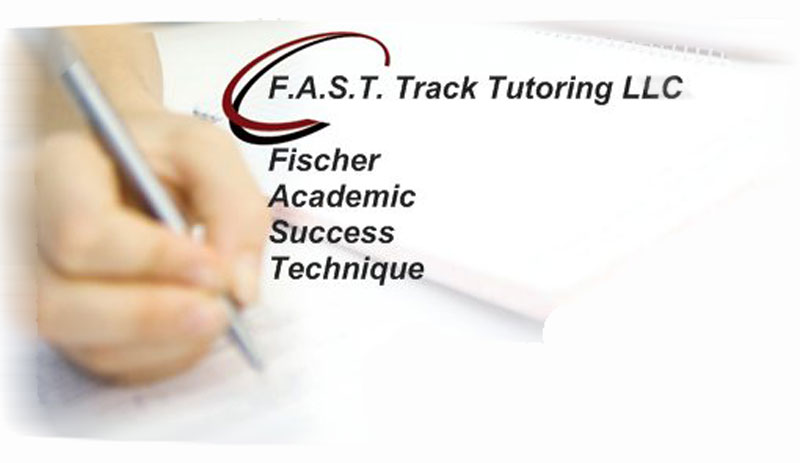 F.A.S.T. Track Tutoring LLC
Fischer
Academic
Success
Technique